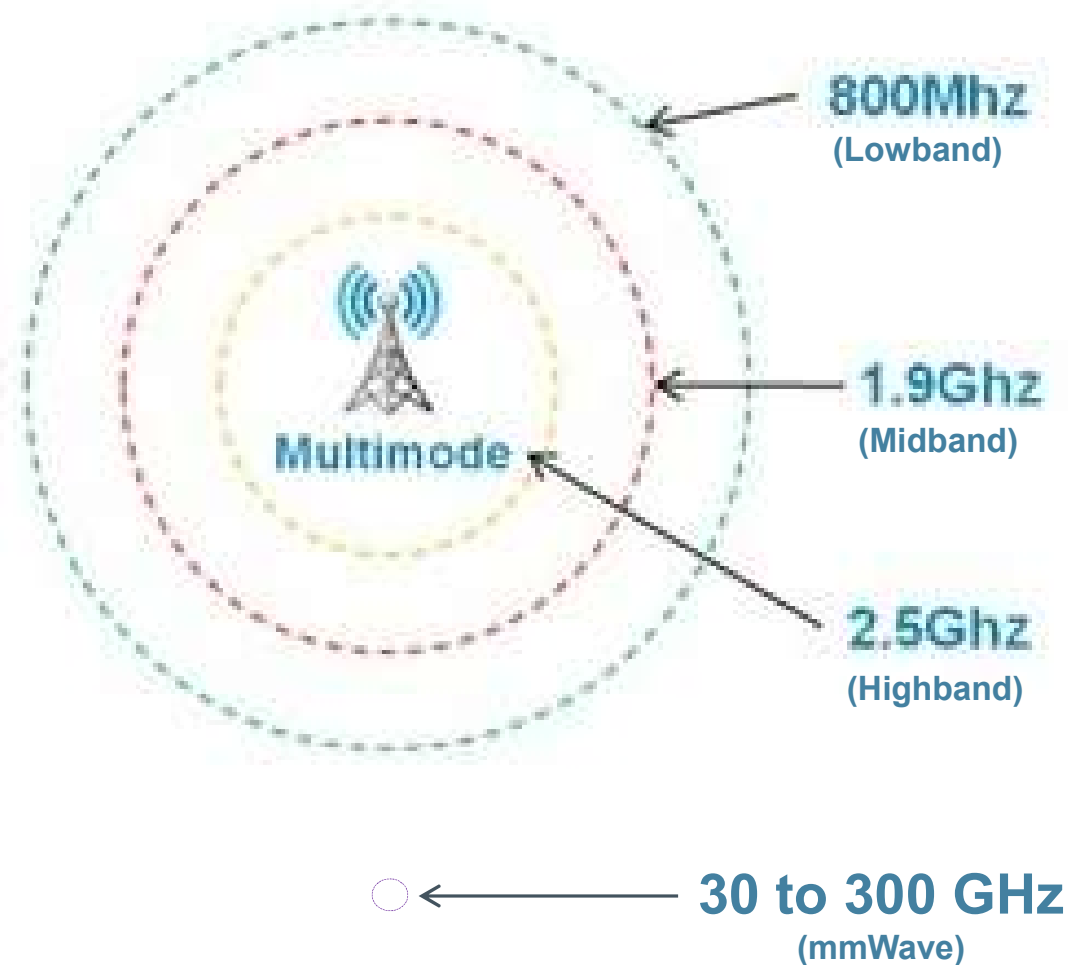 800Mhz
(Lowband)
1.9Ghz
(Midband)
Multimode
2.5Ghz
(Highband)
30 to 300 GHz
(mmWave)